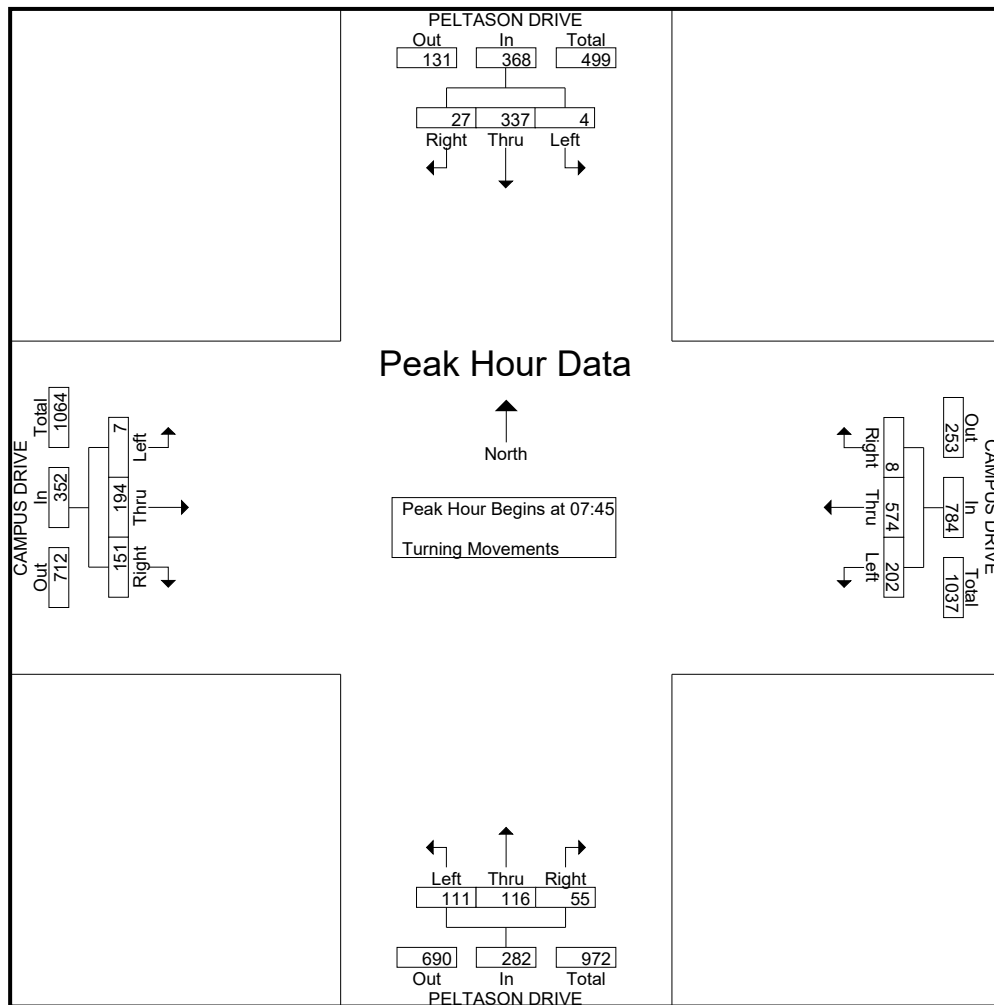 PELTASON DRIVE
Out In Total
131 368 499
27 337 4
Right Thru Left
Peak Hour Data
North
Peak Hour Begins at 07:45
Turning Movements
CAMPUS DRIVE
Out In Total
712 352 1064
7 194 151
Left Thru Right
CAMPUS DRIVE
Out In Total
253 784 1037
8 574 202
Right Thru Left
Left Thru Right
111 116 55
690 282 972
Out In Total
PELTASON DRIVE